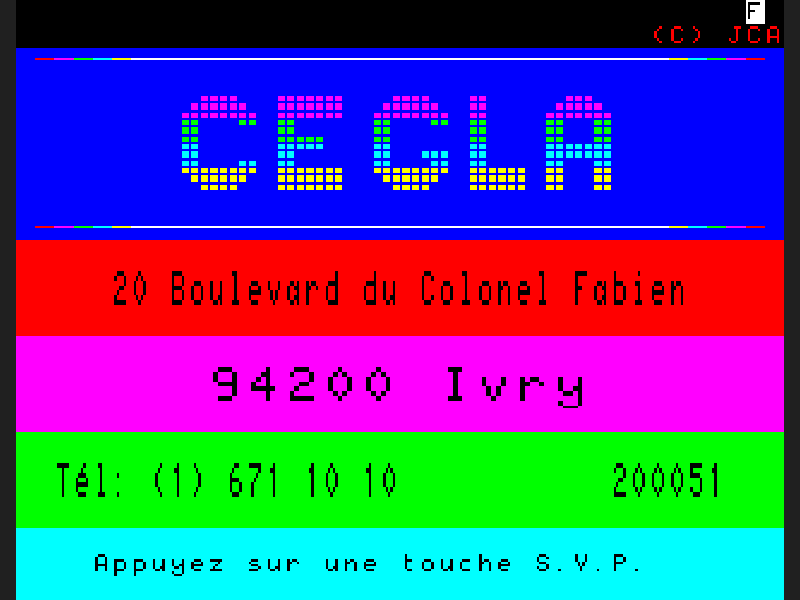 F
(C) JCA
CEGLA
20 Boulevard du Colonel Fabien
94200 Ivry
Tél: (1) 671 10 10 200051
Appuyez sur une touche S.V.P.